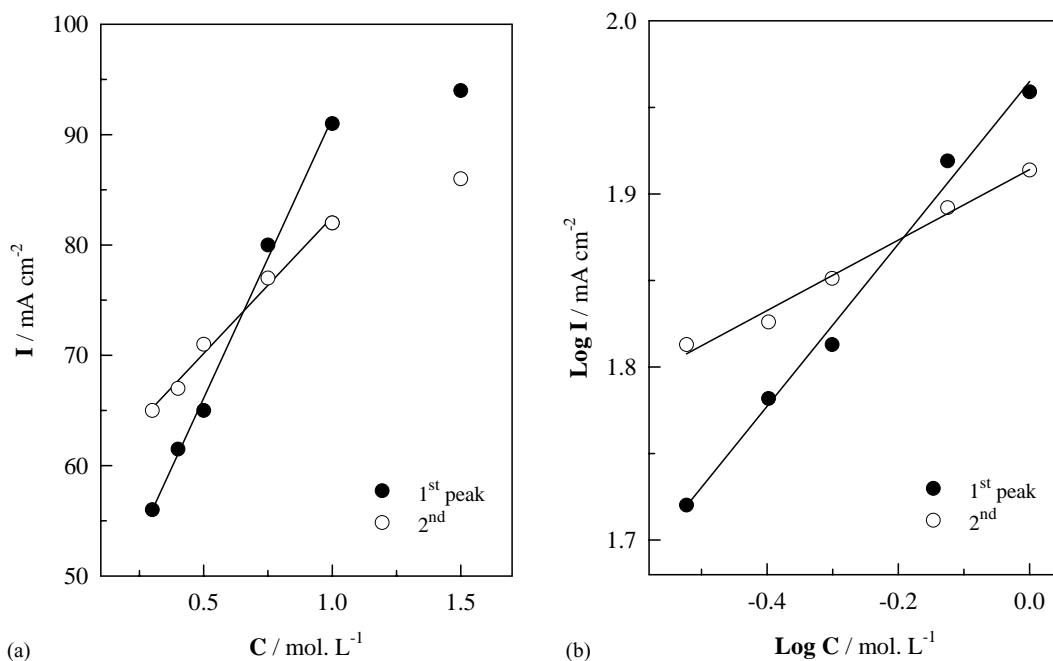 100
90
80
70
60
50
I / mA cm-2
0.5 1.0 1.5
C / mol. L-1
1st peak
2nd
(a)
2.0
1.9
1.8
1.7
Log I / mA cm-2
-0.4 -0.2 0.0
Log C / mol. L-1
1st peak
2nd
(b)